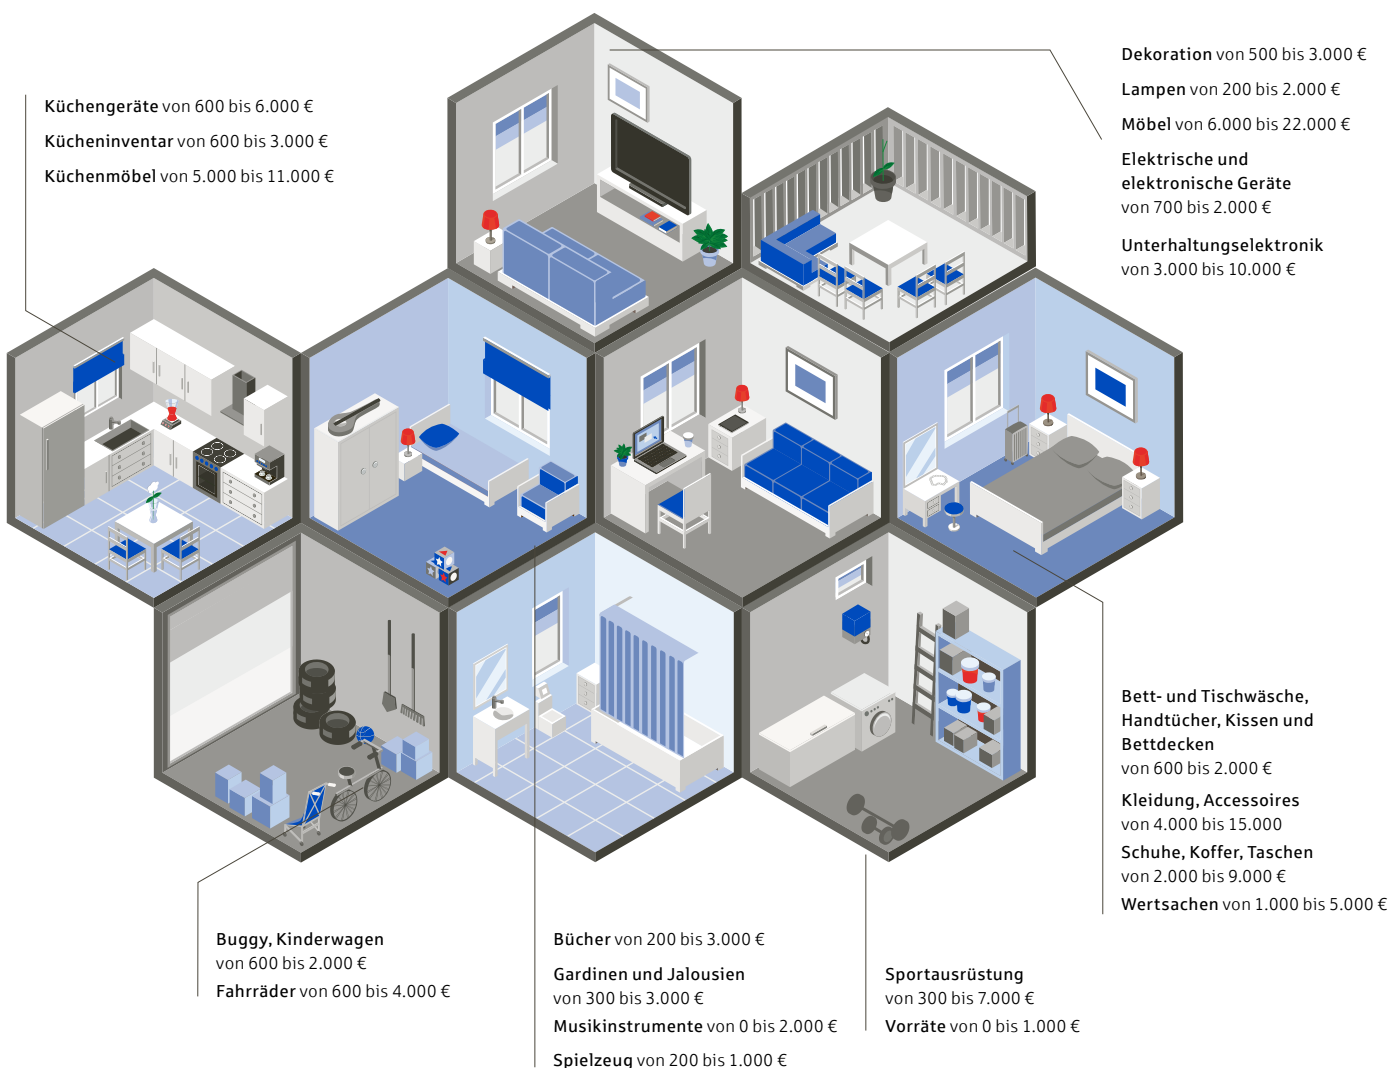 Küchengeräte von 600 bis 6.000 €
Kücheninventar von 600 bis 3.000 €
Küchenmöbel von 5.000 bis 11.000 €
Dekoration von 500 bis 3.000 €
Lampen von 200 bis 2.000 €
Möbel von 6.000 bis 22.000 €
Elektrische und
elektronische Geräte
von 700 bis 2.000 €
Unterhaltungselektronik
von 3.000 bis 10.000 €
Bett- und Tischwäsche,
Handtücher, Kissen und
Bettdecken
von 600 bis 2.000 €
Kleidung, Accessoires
von 4.000 bis 15.000
Schuhe, Koffer, Taschen
von 2.000 bis 9.000 €
Wertsachen von 1.000 bis 5.000 €
Buggy, Kinderwagen
von 600 bis 2.000 €
Fahrräder von 600 bis 4.000 €
Bücher von 200 bis 3.000 €
Gardinen und Jalousien
von 300 bis 3.000 €
Musikinstrumente von 0 bis 2.000 €
Spielzeug von 200 bis 1.000 €
Sportausrüstung
von 300 bis 7.000 €
Vorräte von 0 bis 1.000 €